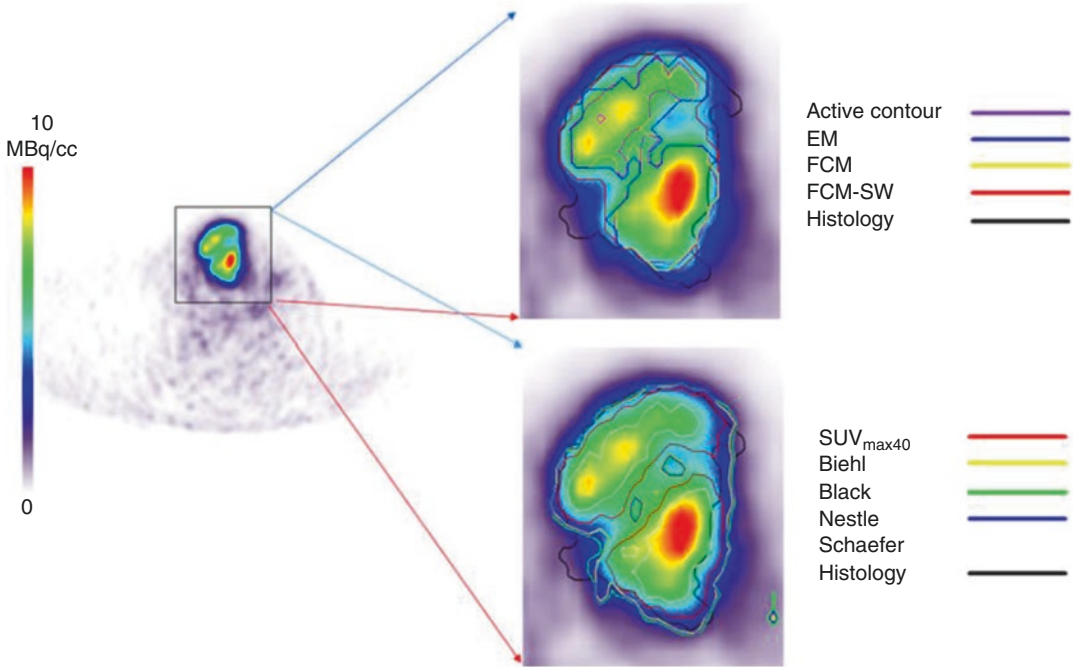 10
MBq/cc
0
Active contour
EM
FCM
FCM-SW
Histology
SUVmax40
Biehl
Black
Nestle
Schaefer
Histology